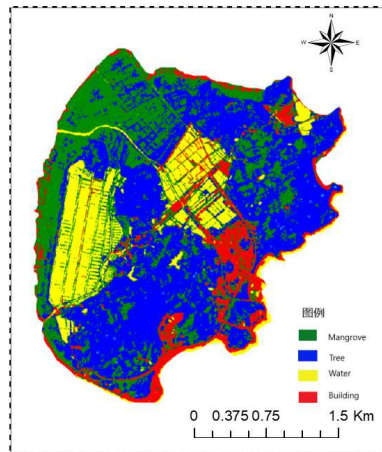 N
W E
S
图例
Mangrove
Tree
Water
Building
0 0.375 0.75 1.5 Km